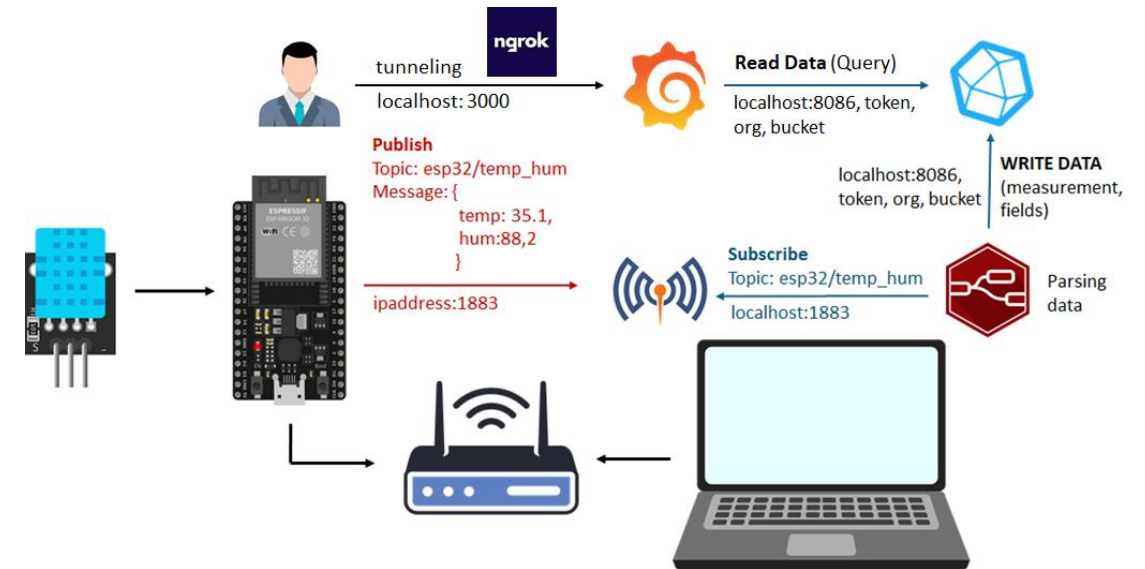 ngrok
tunneling
localhost: 3000
Read Data (Query)
localhost:8086, token,
org, bucket
Publish
Topic: esp32/temp_hum
Message: {
temp: 35.1,
hum:88,2
}
ipaddress:1883
localhost:8086,
token, org, bucket
WRITE DATA
(measurement,
fields)
Subscribe
Topic: esp32/temp_hum
localhost:1883
Parsing
data
ESPRESSIF
ESP-WROOM-32
WiFi CE
S